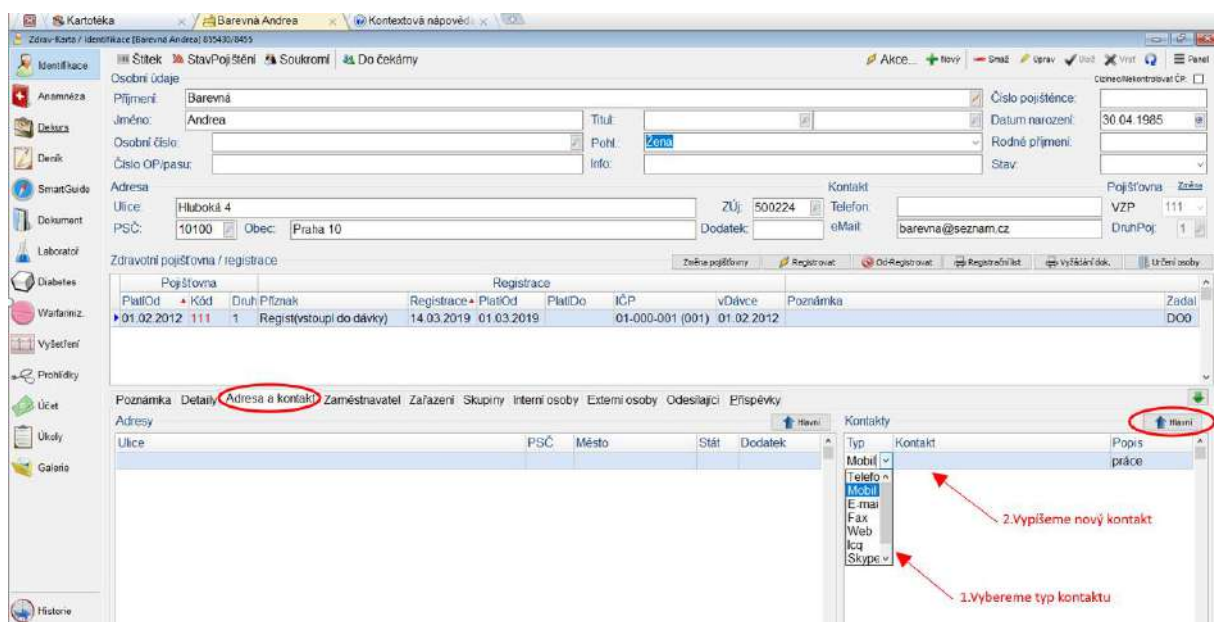 Kartotéka Barevná Andrea Kontextová nápověd
Zdrav-Karta / Identifikace [Barevná Andrea] 855430/8455
Identifikace
Anamnéza
Dekurs
Deník
SmartGuide
Dokument
Laboratoř
Diabetes
Warfariniz.
Vyšetření
Prohlídky
Účet
Úkoly
Galerie
Historie
Štítek StavPojištění Soukromí Do čekárny Akce... Nový Smaž Oprav Ulož Vrať Panel
Osobní údaje Cizinec/Nekontrolovat ČP:
Příjmení: Barevná Číslo pojištěnce:
Jméno: Andrea Titul: Datum narození: 30.04.1985
Osobní číslo: Pohl.: Žena Rodné příjmení:
Číslo OP/pasu: Info: Stav:
Adresa Kontakt Pojišťovna Změna
Ulice: Hluboká 4 ZÚj: 500224 Telefon: VZP 111
PSČ: 10100 Obec: Praha 10 Dodatek: eMail: barevna@seznam.cz DruhPoj: 1
Zdravotní pojišťovna / registrace Změna pojišťovny Registrovat Od-Registrovat Registrační list Vyžádání dok. Určení osoby
Pojišťovna Registrace
PlatiOd Kód Druh Příznak Registrace PlatiOd PlatiDo IČP vDávce Poznámka Zadal
01.02.2012 111 1 Regist(vstoupí do dávky) 14.03.2019 01.03.2019 01-000-001 (001) 01.02.2012 DO0
Poznámka Detaily Adresa a kontakt Zaměstnavatel Zařazení Skupiny Interní osoby Externí osoby Odesílající Příspěvky
Adresy Hlavní Kontakty Hlavní
Ulice PSČ Město Stát Dodatek Typ Kontakt Popis
Mobil práce
Telefo
Mobil
E-mai
Fax
Web
Icq
Skype
2.Vypíšeme nový kontakt
1.Vybereme typ kontaktu